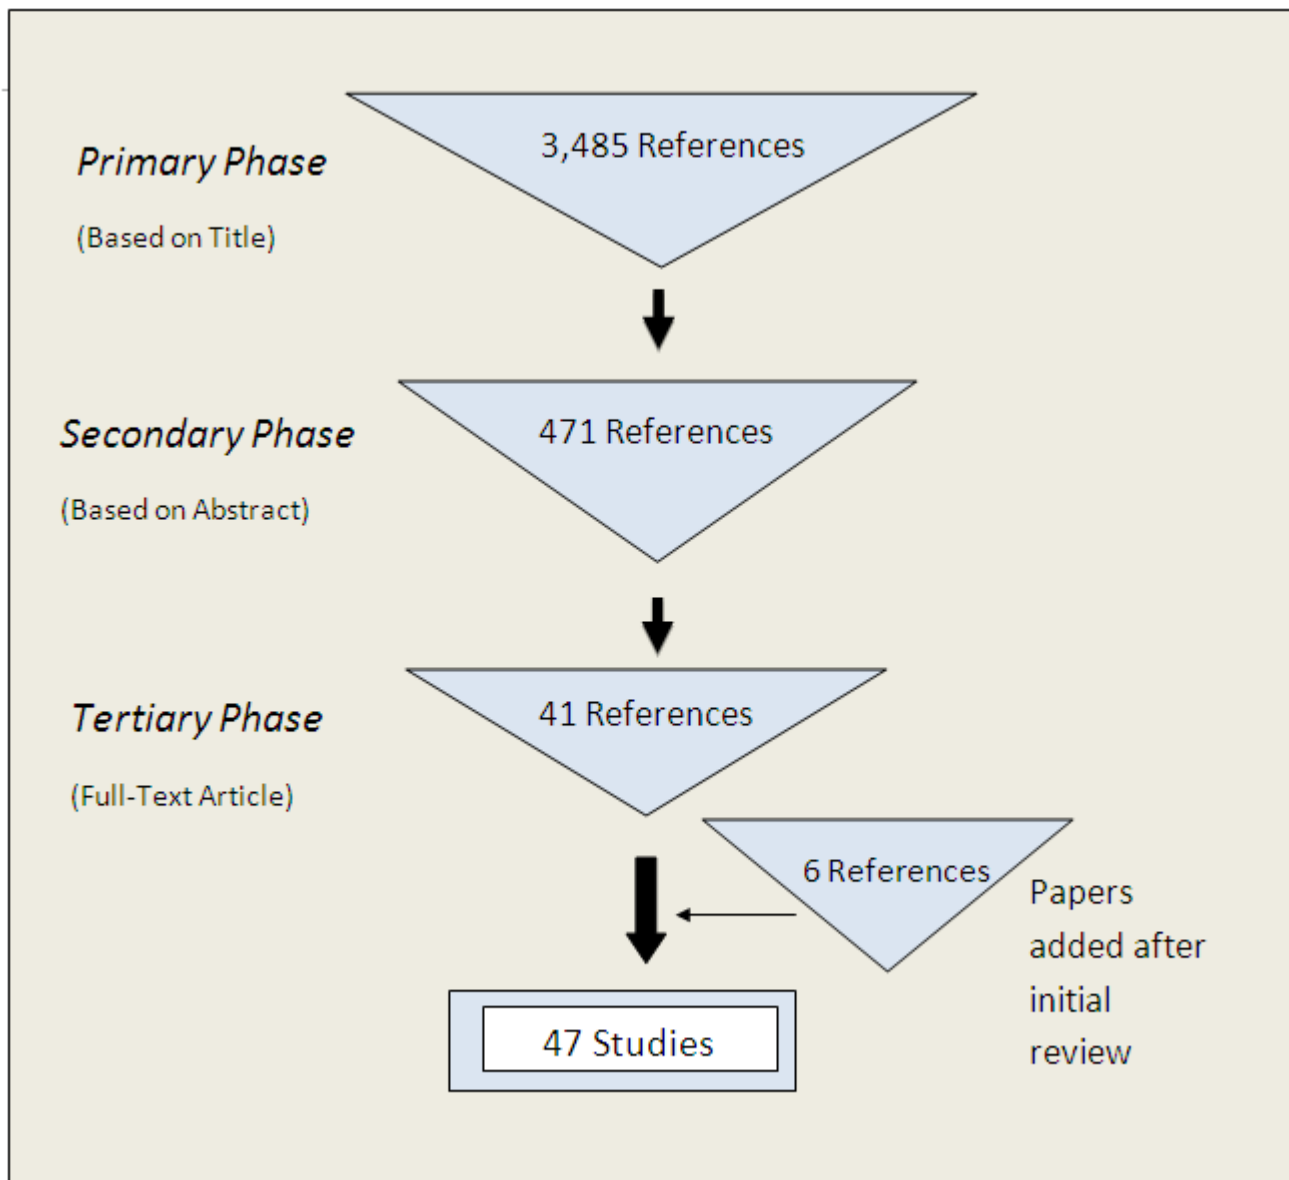 3,485 References
Primary Phase
(Based on Title)
471 References
Secondary Phase
(Based on Abstract)
41 References
Tertiary Phase
(Full-Text Article)
6 References
Papers
added after
initial
review
47 Studies